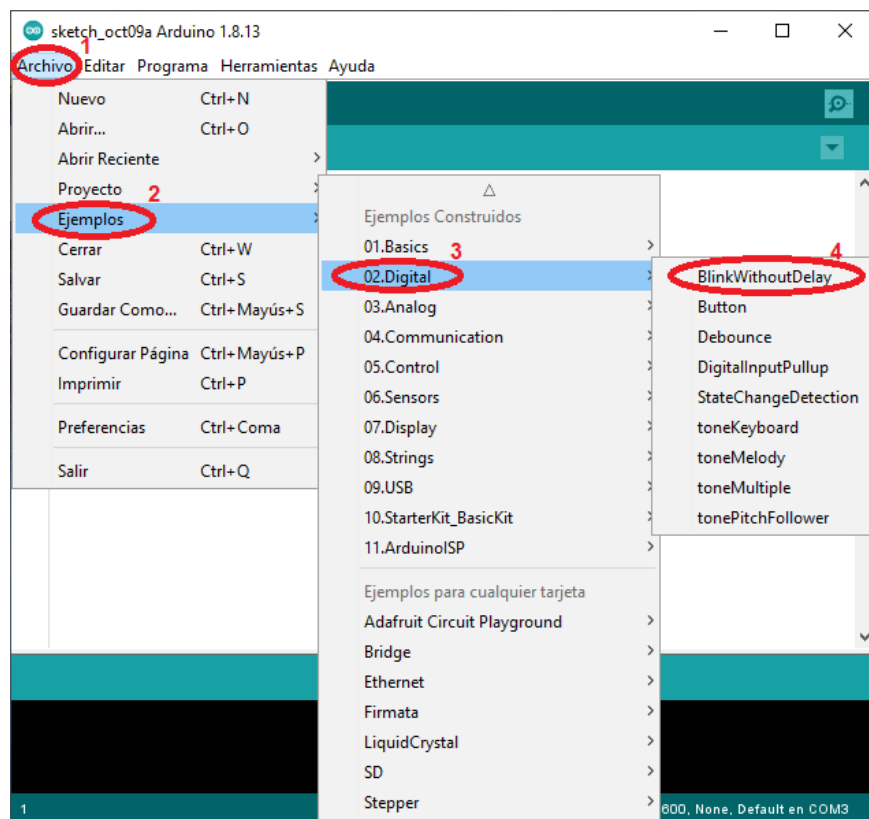 sketch_oct09a Arduino 1.8.13
1
Archivo Editar Programa Herramientas Ayuda
Nuevo Ctrl+N
Abrir... Ctrl+O
Abrir Reciente
Proyecto
2
Ejemplos
Cerrar Ctrl+W
Salvar Ctrl+S
Guardar Como... Ctrl+Mayús+S
Configurar Página Ctrl+Mayús+P
Imprimir Ctrl+P
Preferencias Ctrl+Coma
Salir Ctrl+Q
Ejemplos Construidos
01.Basics
3
02.Digital
03.Analog
04.Communication
05.Control
06.Sensors
07.Display
08.Strings
09.USB
10.StarterKit_BasicKit
11.ArduinoISP
Ejemplos para cualquier tarjeta
Adafruit Circuit Playground
Bridge
Ethernet
Firmata
LiquidCrystal
SD
Stepper
4
BlinkWithoutDelay
Button
Debounce
DigitalInputPullup
StateChangeDetection
toneKeyboard
toneMelody
toneMultiple
tonePitchFollower
1
600, None, Default en COM3